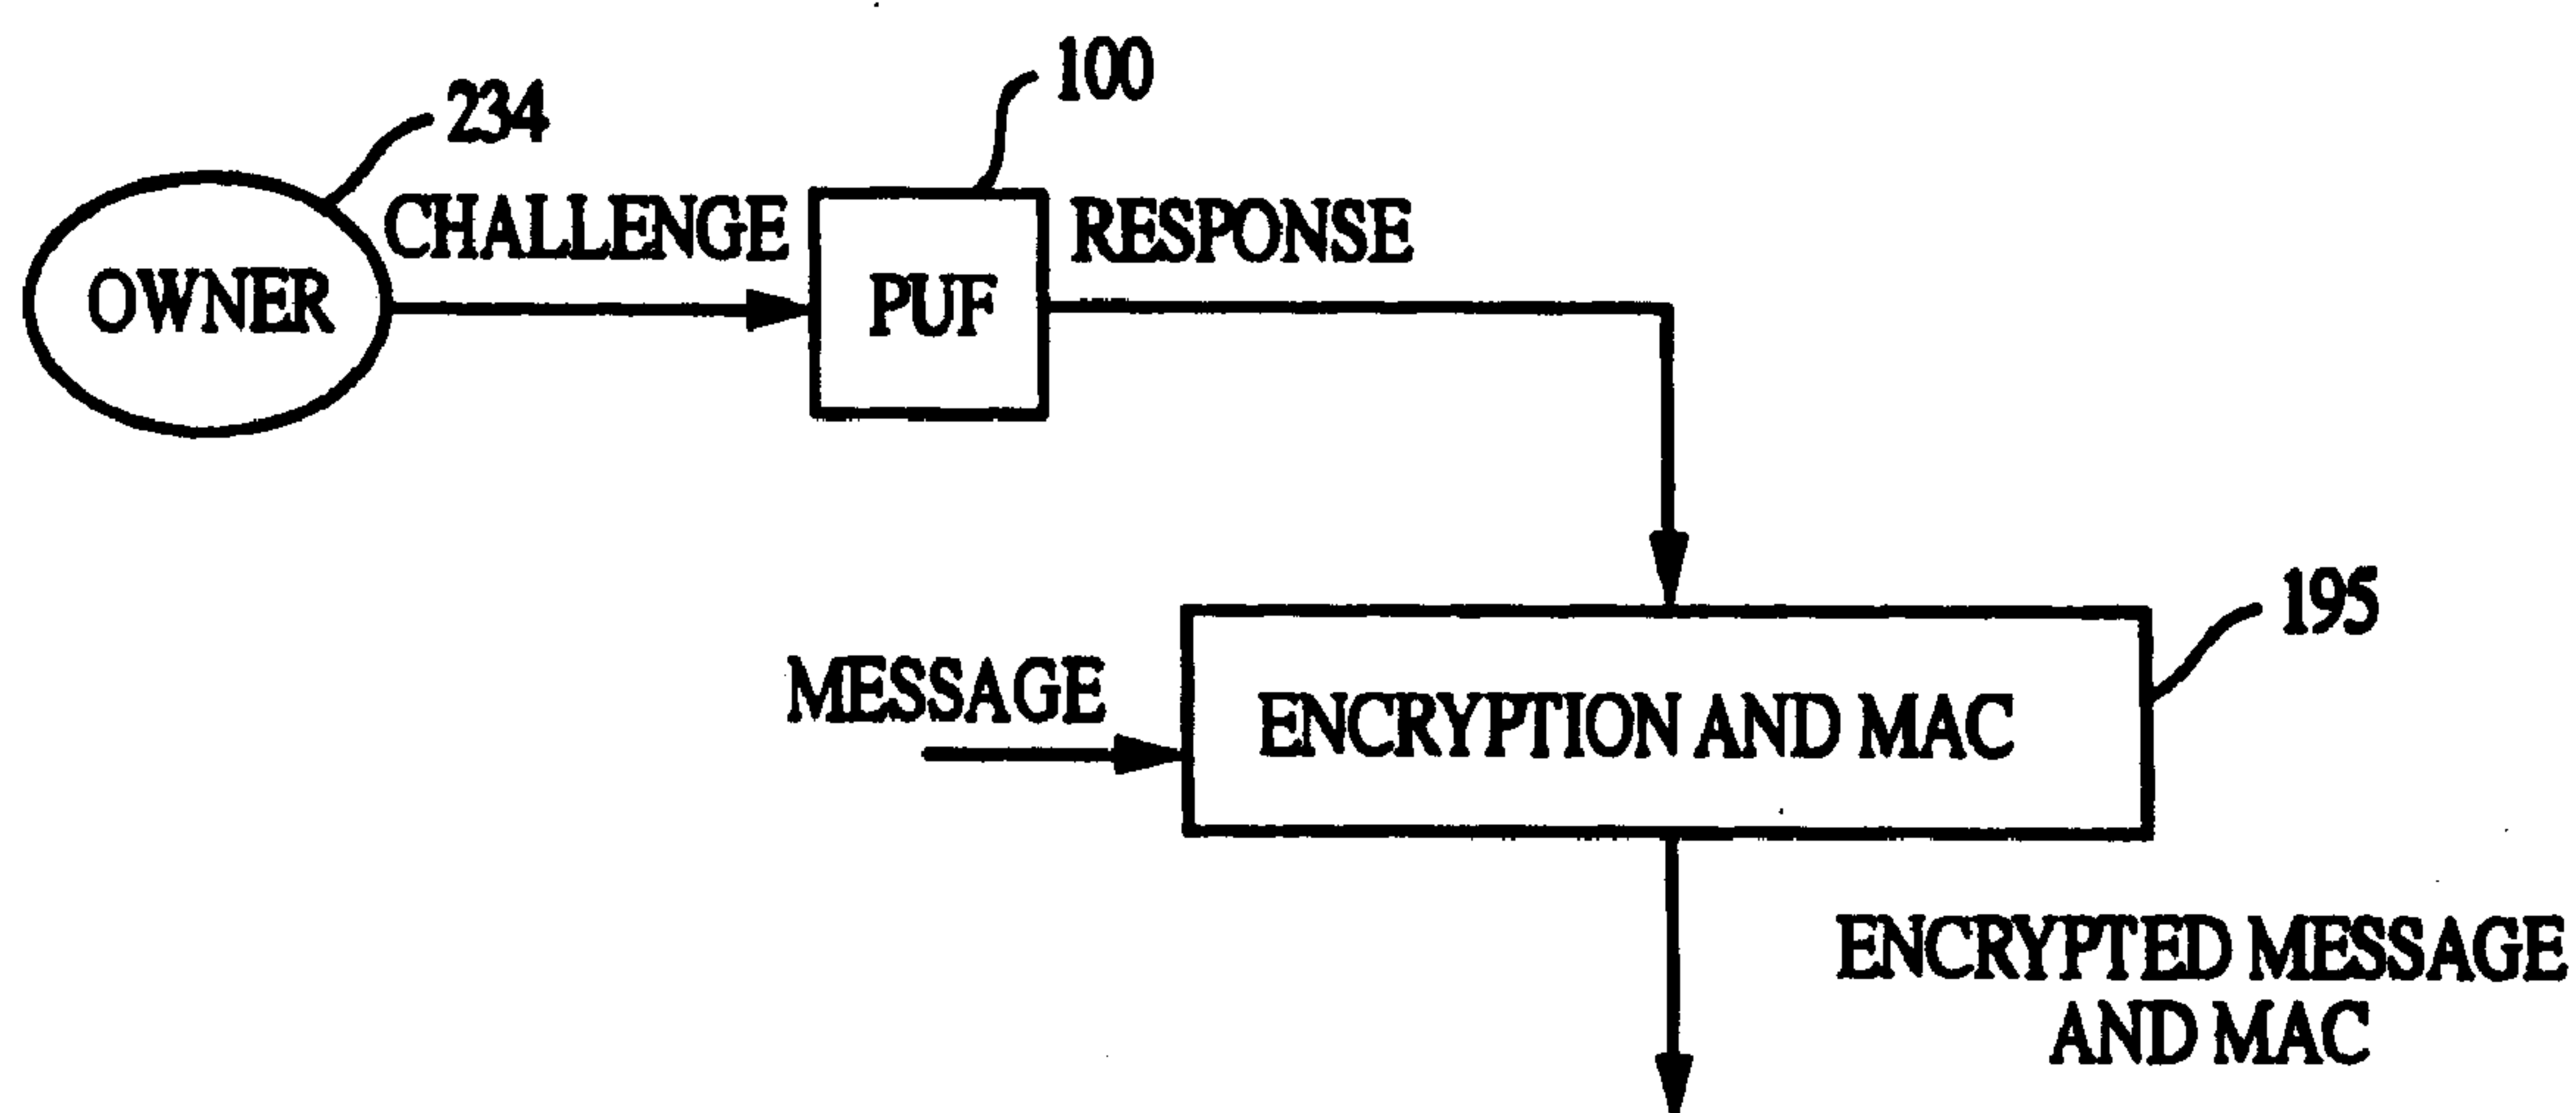 100
234
CHALLENGE
RESPONSE
OWNER
PUF
195
MESSAGE
ENCRYPTION AND MAC
ENCRYPTED MESSAGE
AND MAC